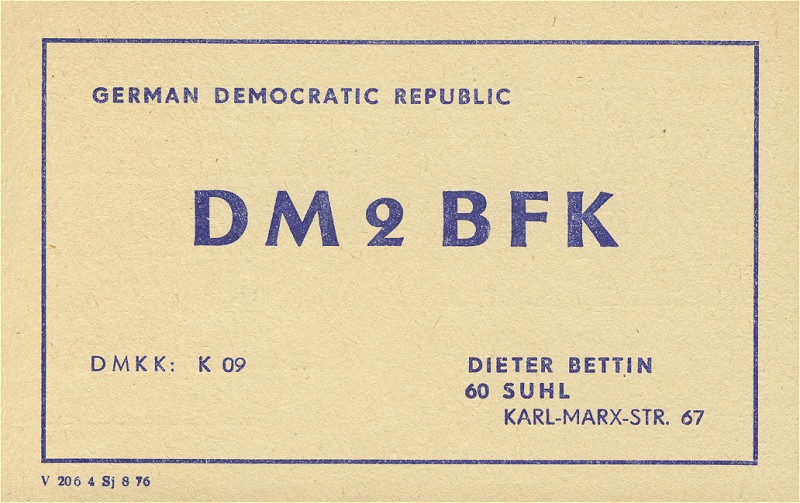 GERMAN DEMOCRATIC REPUBLIC
DM 2 BFK
DMKK: K 09
DIETER BETTIN
60 SUHL
KARL-MARX-STR. 67
V 206 4 Sj 8 76